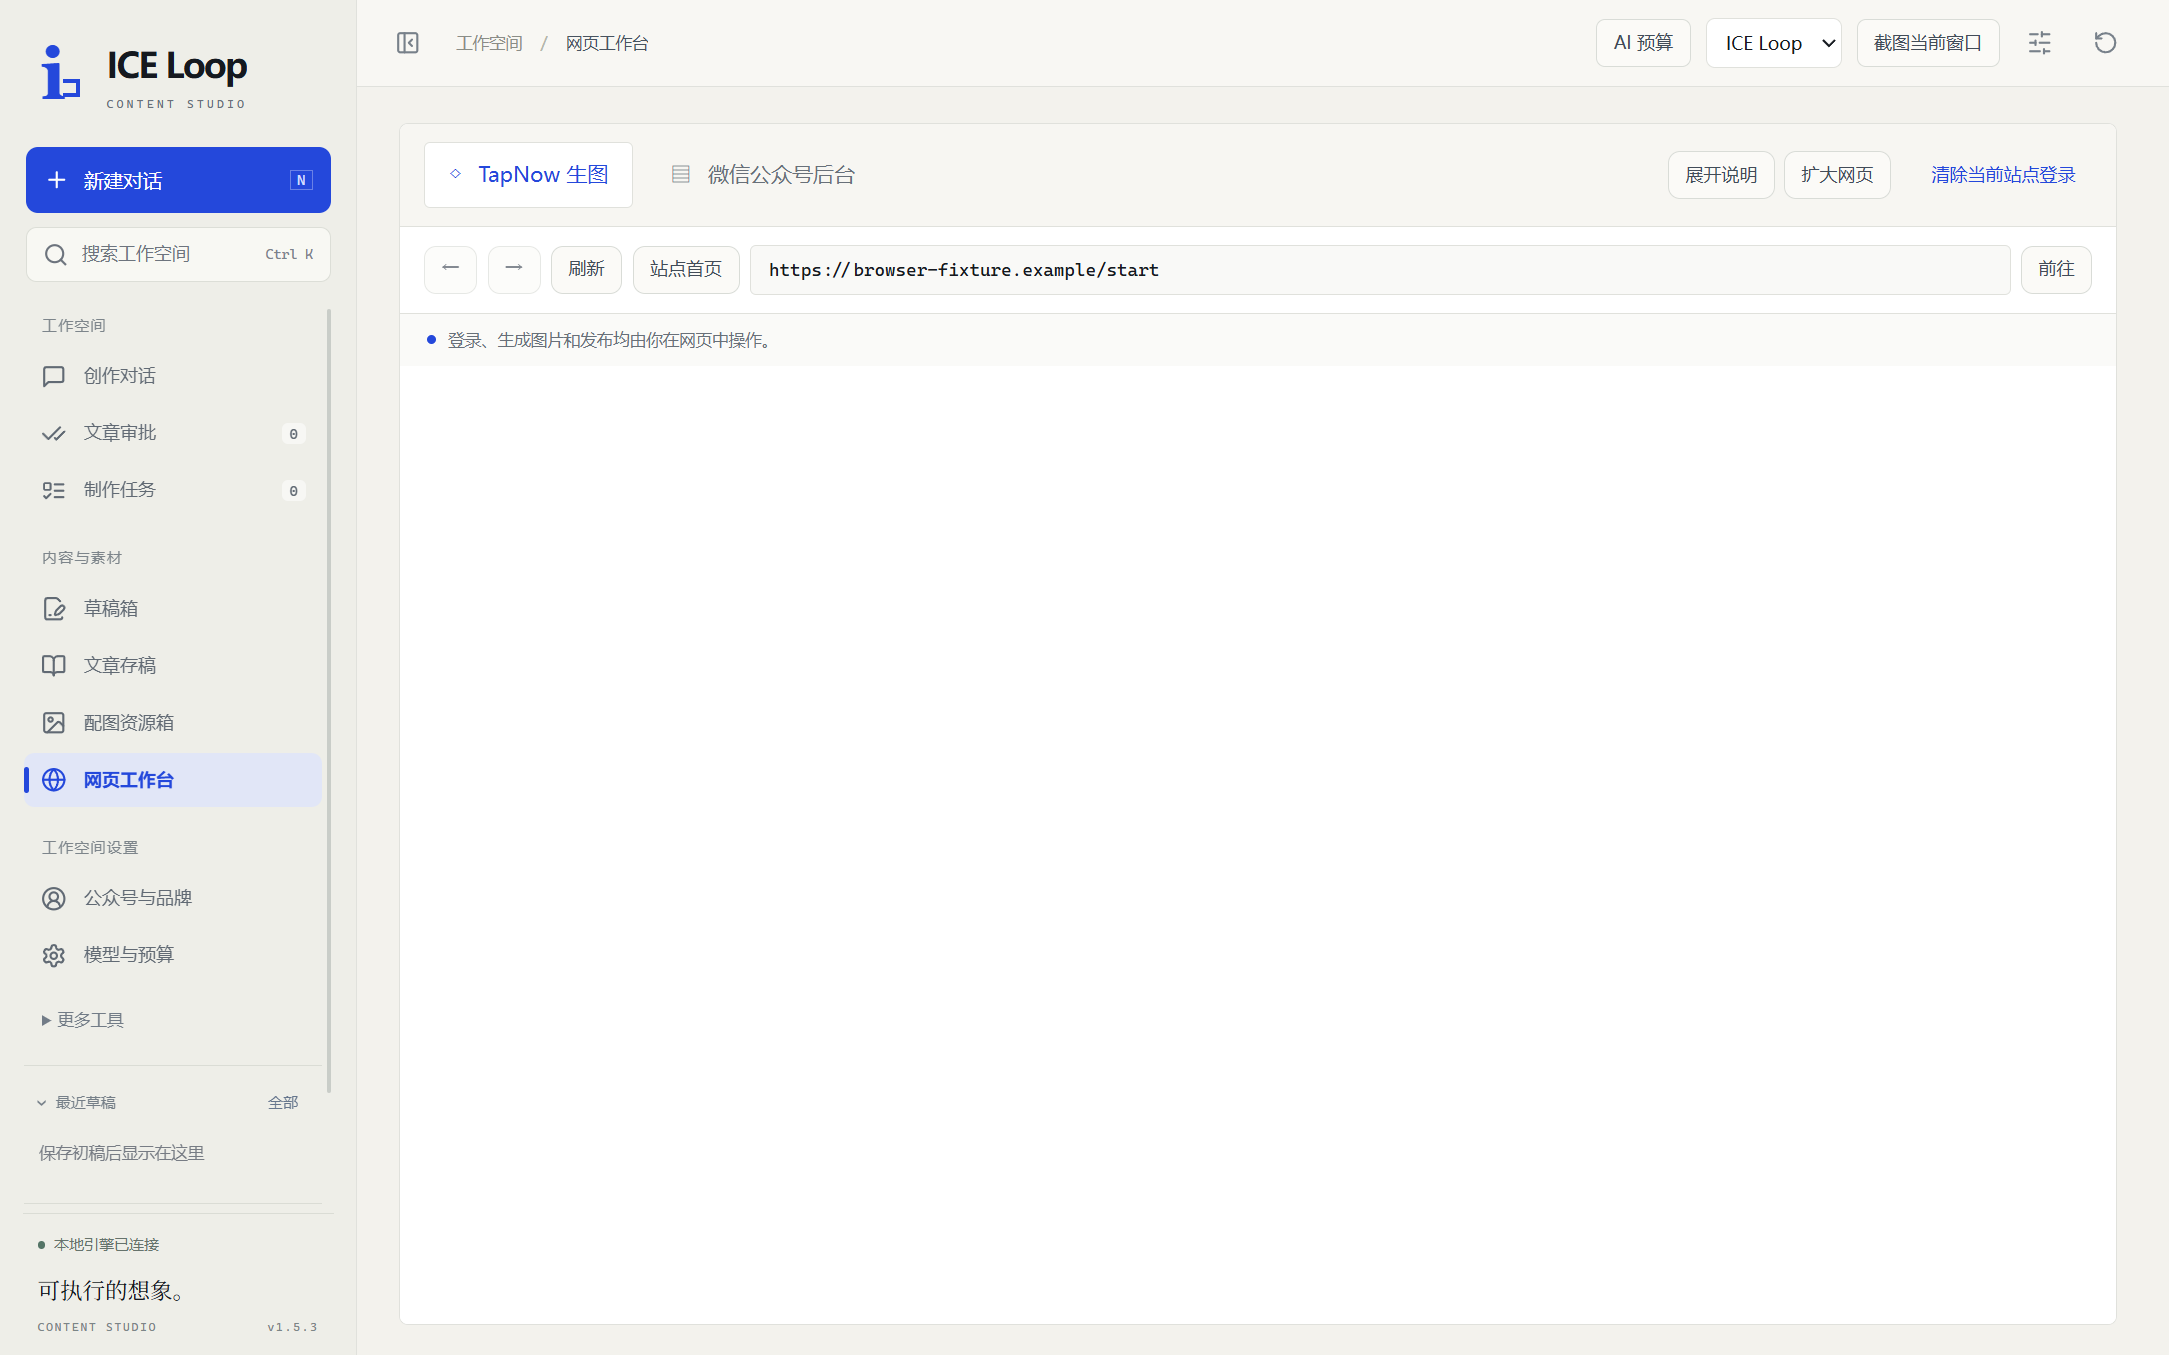 ICE Loop
CONTENT STUDIO
新建对话 N
搜索工作空间 Ctrl K
工作空间
创作对话
文章审批 0
制作任务 0
内容与素材
草稿箱
文章存稿
配图资源箱
网页工作台
工作空间设置
公众号与品牌
模型与预算
更多工具
最近草稿 全部
保存初稿后显示在这里
本地引擎已连接
可执行的想象。
CONTENT STUDIO v1.5.3
工作空间 / 网页工作台
AI 预算 ICE Loop 截图当前窗口
TapNow 生图 微信公众号后台 展开说明 扩大网页 清除当前站点登录
← → 刷新 站点首页 https://browser-fixture.example/start 前往
登录、生成图片和发布均由你在网页中操作。